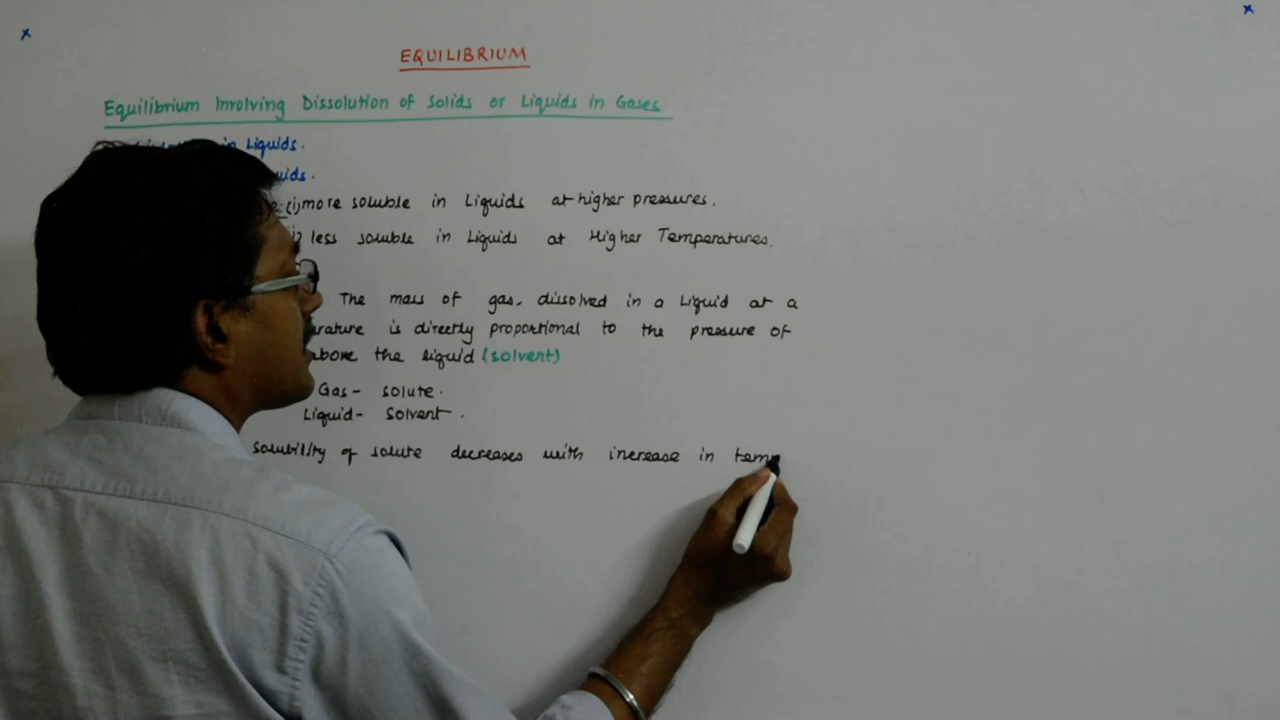 x x
EQUILIBRIUM
Equilibrium Involving Dissolution of Solids or Liquids In Gases
in Liquids.
(i) more soluble in Liquids at higher pressures.
less soluble in Liquids at Higher Temperatures.
The mass of gas dissolved in a Liquid at a
is directly proportional to the pressure of
above the liquid (solvent)
Gas- solute.
Liquid- Solvent.
Solubility of solute decreases with increase in temp